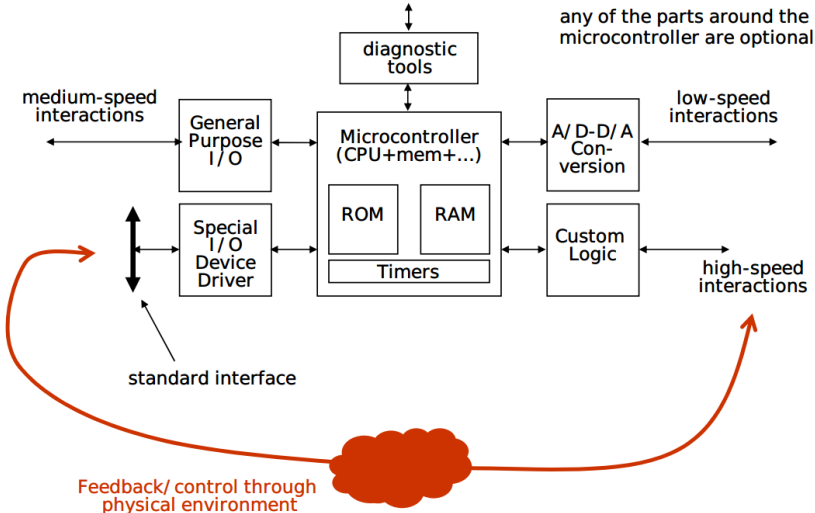 any of the parts around the
microcontroller are optional
diagnostic
tools
medium-speed
interactions
low-speed
interactions
General
Purpose
I / O
Microcontroller
(CPU+mem+...)
A/ D-D/ A
Con-
version
ROM
RAM
Special
I / O
Device
Driver
Custom
Logic
Timers
high-speed
interactions
standard interface
Feedback/ control through
physical environment